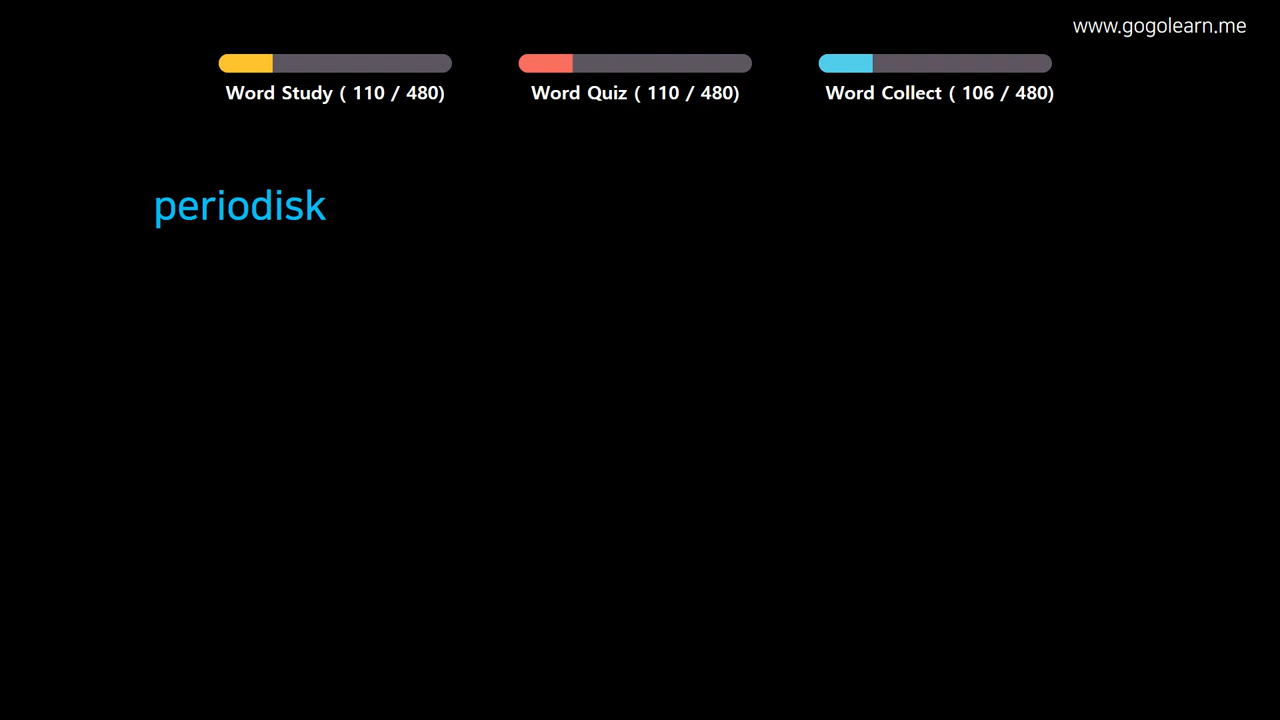 www.gogolearn.me
Word Study ( 110 / 480)
Word Quiz ( 110 / 480)
Word Collect ( 106 / 480)
periodisk